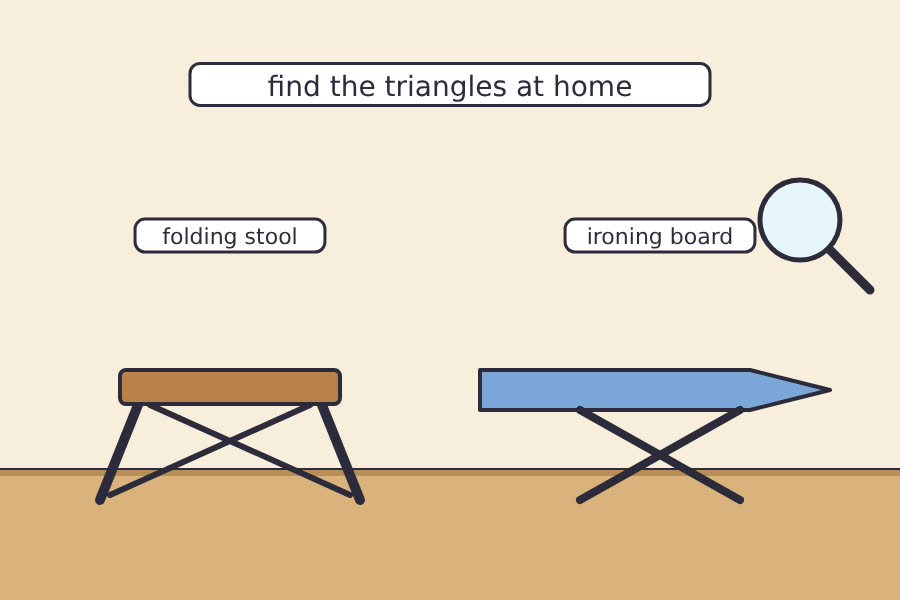 find the triangles at home
folding stool
ironing board